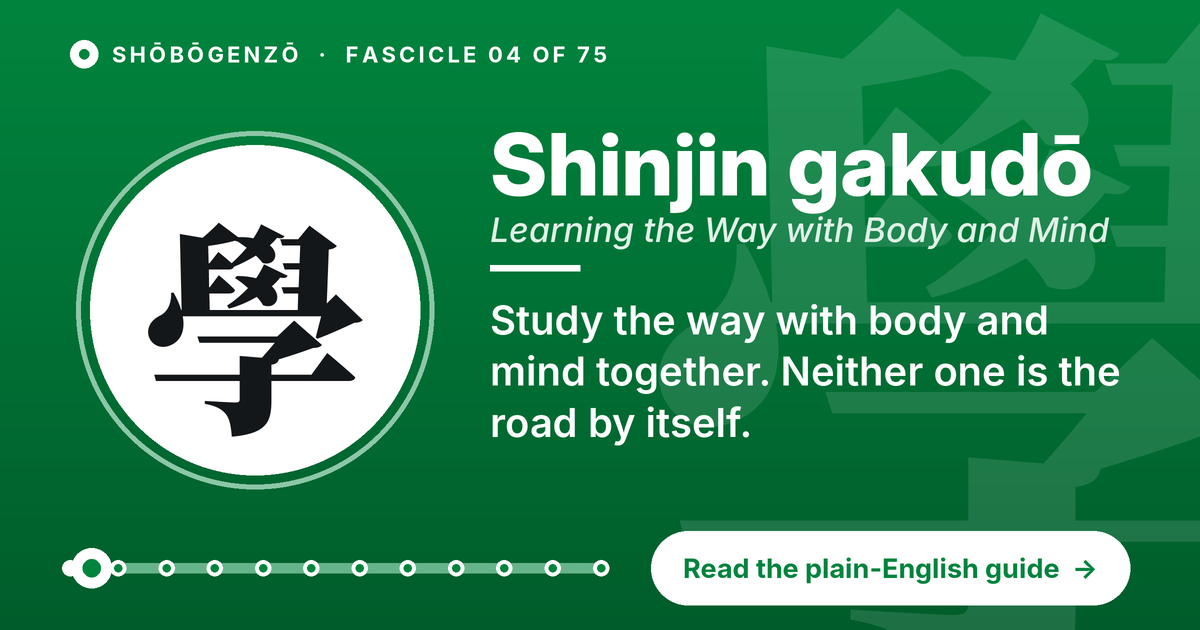 SHŌBŌGENZŌ · FASCICLE 04 OF 75
Shinjin gakudō
Learning the Way with Body and Mind
學
Study the way with body and
mind together. Neither one is the
road by itself.
Read the plain-English guide →